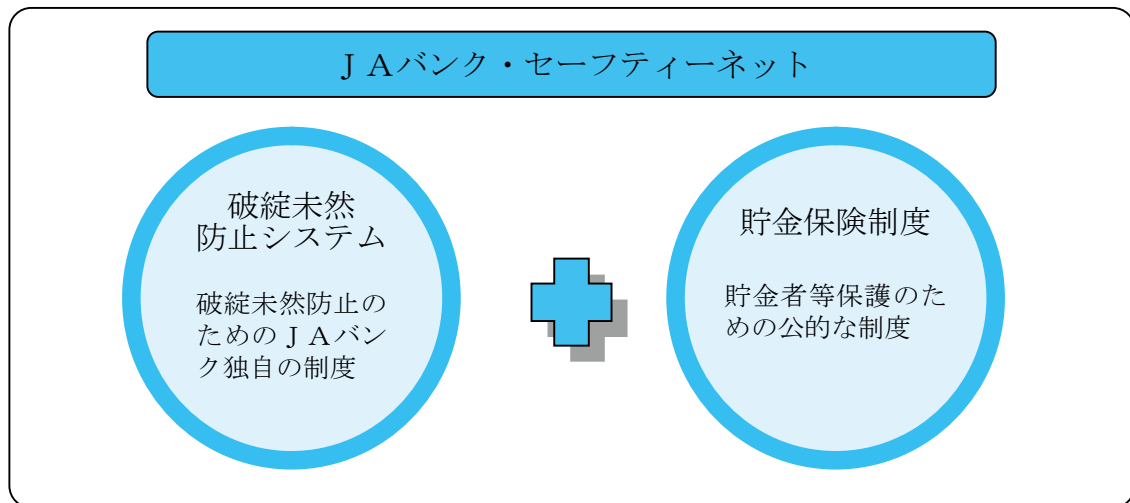 ＪＡバンク・セーフティーネット
破綻未然
防止システム
破綻未然防止の
ためのＪＡバン
ク独自の制度
貯金保険制度
貯金者等保護のた
めの公的な制度